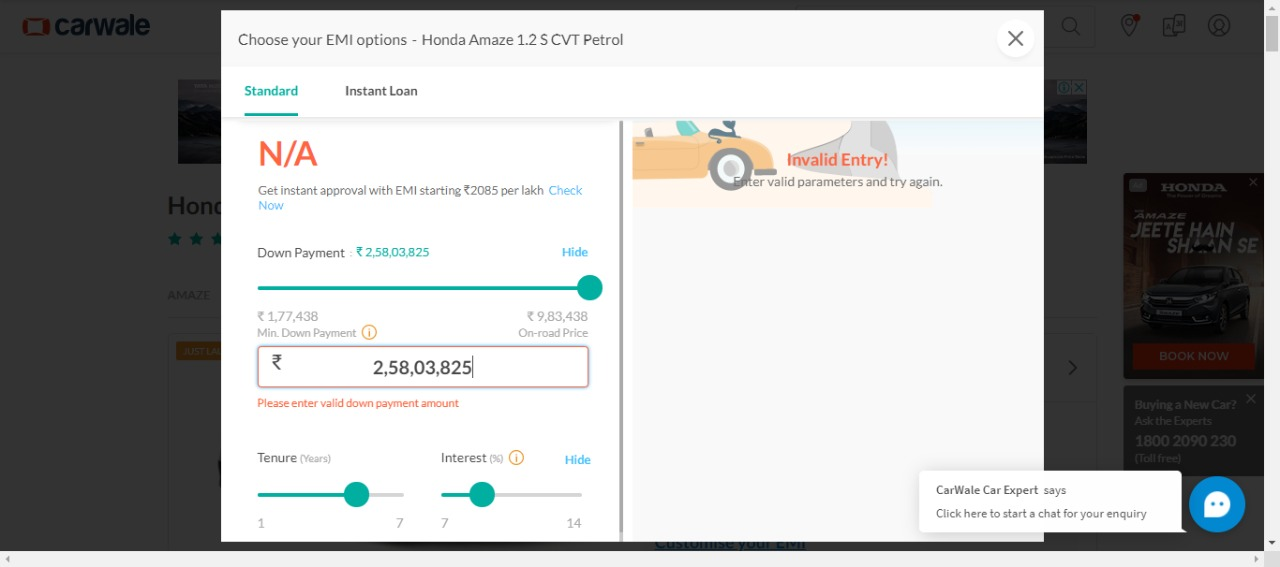 carwale
Choose your EMI options - Honda Amaze 1.2 S CVT Petrol
Standard
Instant Loan
N/A
Get instant approval with EMI starting ₹2085 per lakh Check
Now
Down Payment : ₹ 2,58,03,825
Hide
₹ 1,77,438
₹ 9,83,438
Min. Down Payment
On-road Price
₹ 2,58,03,825
Please enter valid down payment amount
Tenure (Years)
Interest (%)
Hide
1
7
7
14
Invalid Entry!
Enter valid parameters and try again.
AMAZE
Ad
HONDA
The Power of Dreams
AMAZE
JEETE HAIN
SHAAN SE
BOOK NOW
Buying a New Car?
Ask the Experts
1800 2090 230
(Toll free)
CarWale Car Expert says
Click here to start a chat for your enquiry
Customise your EMI